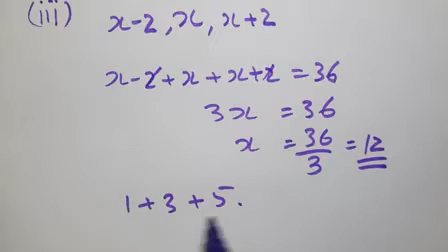 (iii) x-2, x, x+2
x-2+x+x+2 = 36
3x = 36
x = 36/3 = 12
1+3+5.